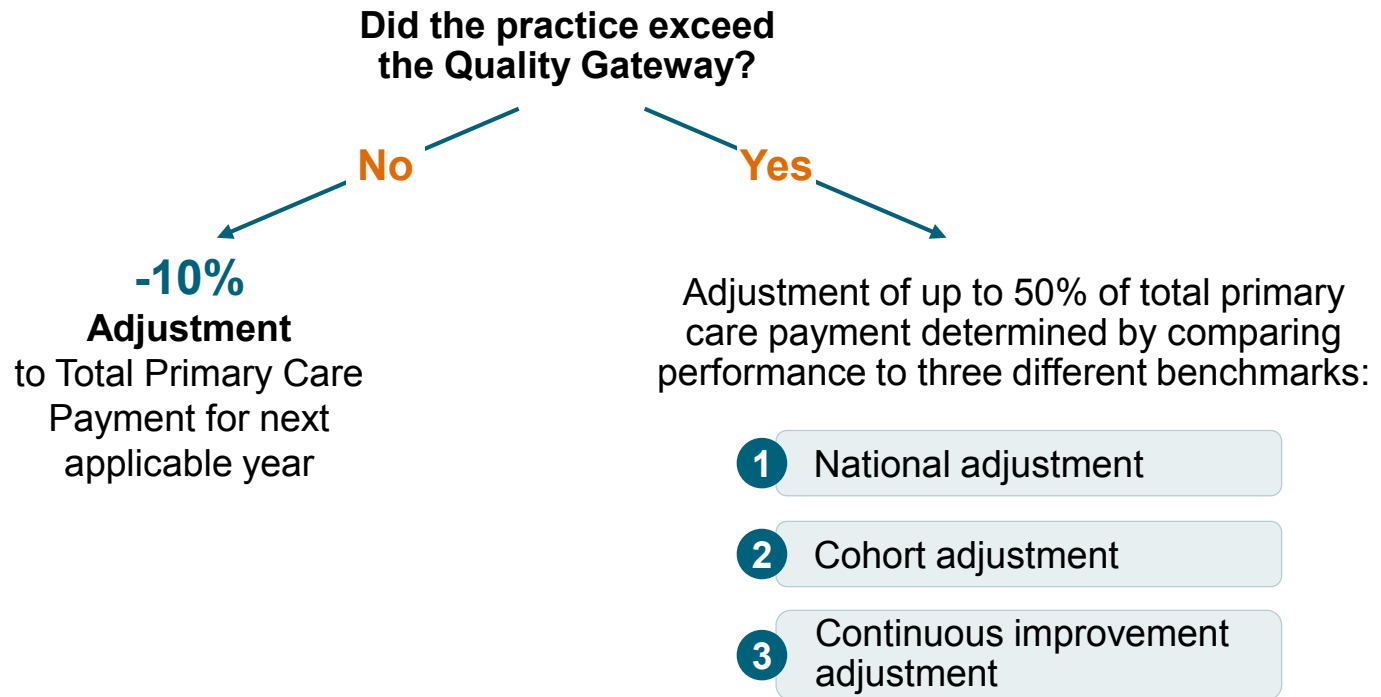 Did the practice exceed
the Quality Gateway?
No
Yes
-10%
Adjustment
to Total Primary Care
Payment for next
applicable year
Adjustment of up to 50% of total primary
care payment determined by comparing
performance to three different benchmarks:
1 National adjustment
2 Cohort adjustment
3 Continuous improvement
adjustment